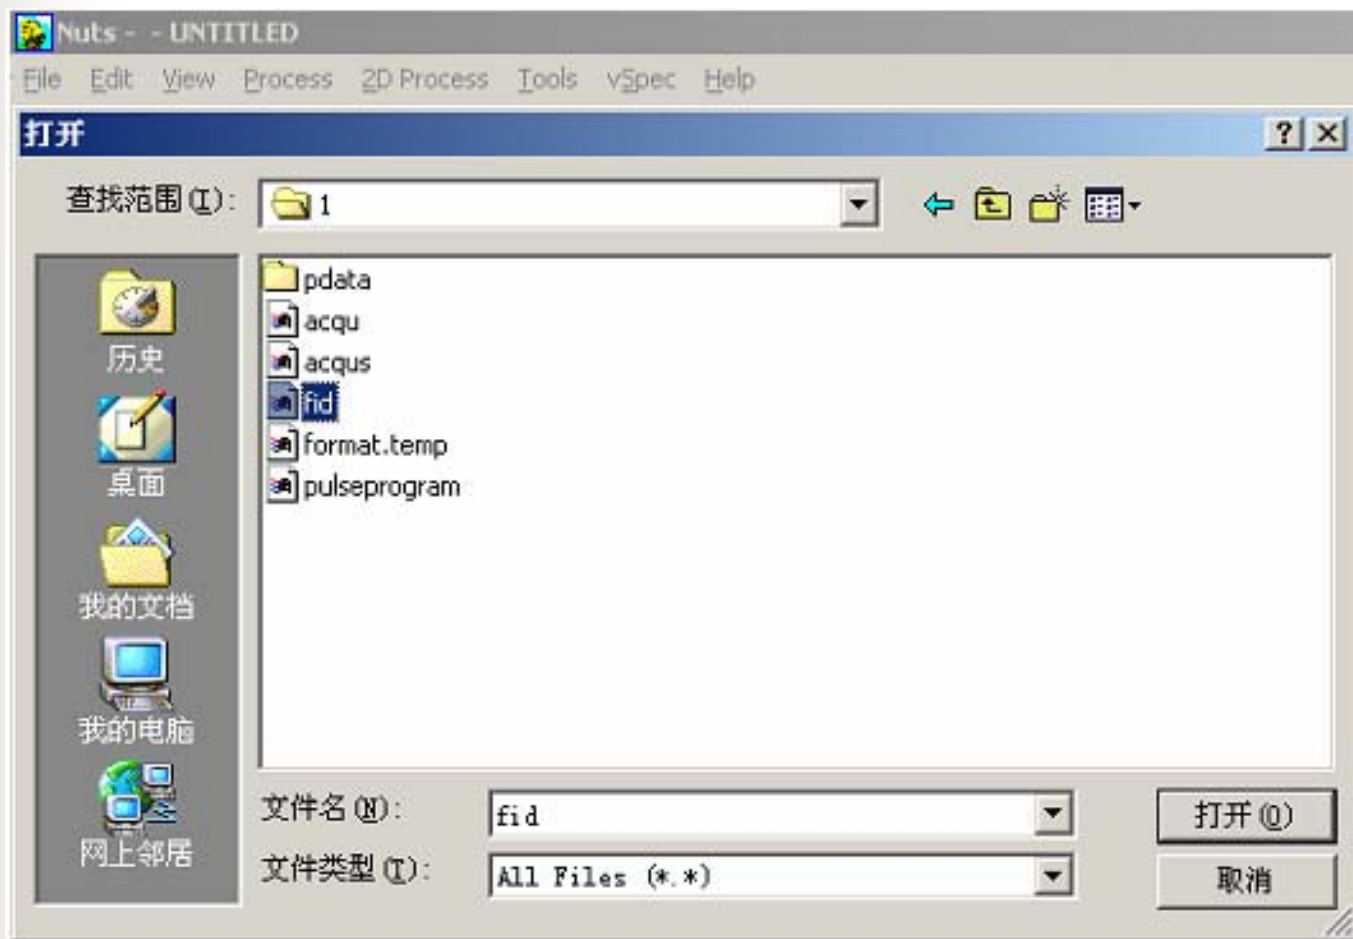 Nuts - - UNTITLED
File Edit View Process 2D Process Tools vSpec Help
打开
查找范围(I): 1
pdata
acqu
acqus
fid
format.temp
pulseprogram
历史
桌面
我的文档
我的电脑
网上邻居
文件名(N): fid 打开(O)
文件类型(T): All Files (*.*) 取消